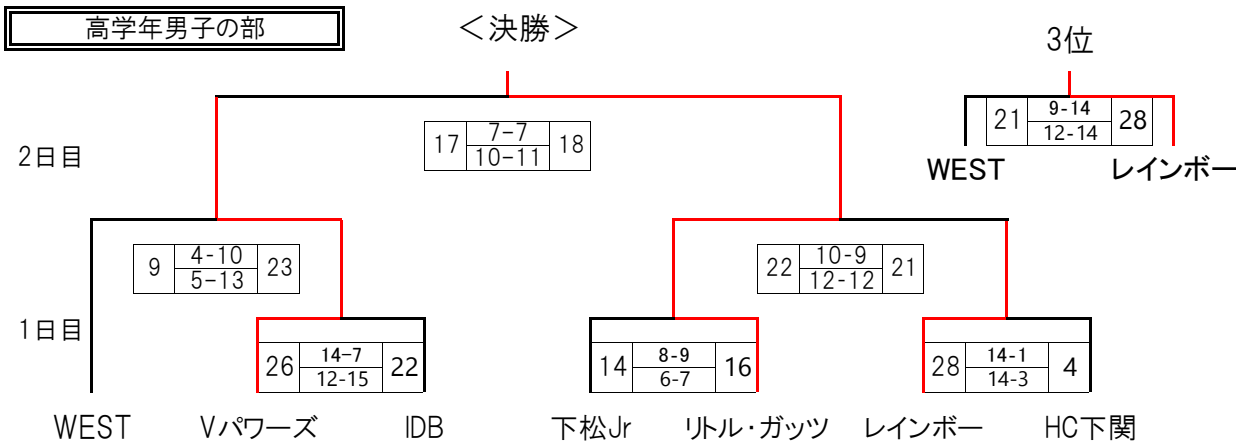 高学年男子の部
＜決勝＞
3位
21 9-14 28
12-14
17 7-7 18
10-11
2日目
WEST レインボー
9 4-10 23
5-13
22 10-9 21
12-12
1日目
26 14-7 22
12-15
14 8-9 16
6-7
28 14-1 4
14-3
WEST Vパワーズ IDB 下松Jr リトル・ガッツ レインボー HC下関